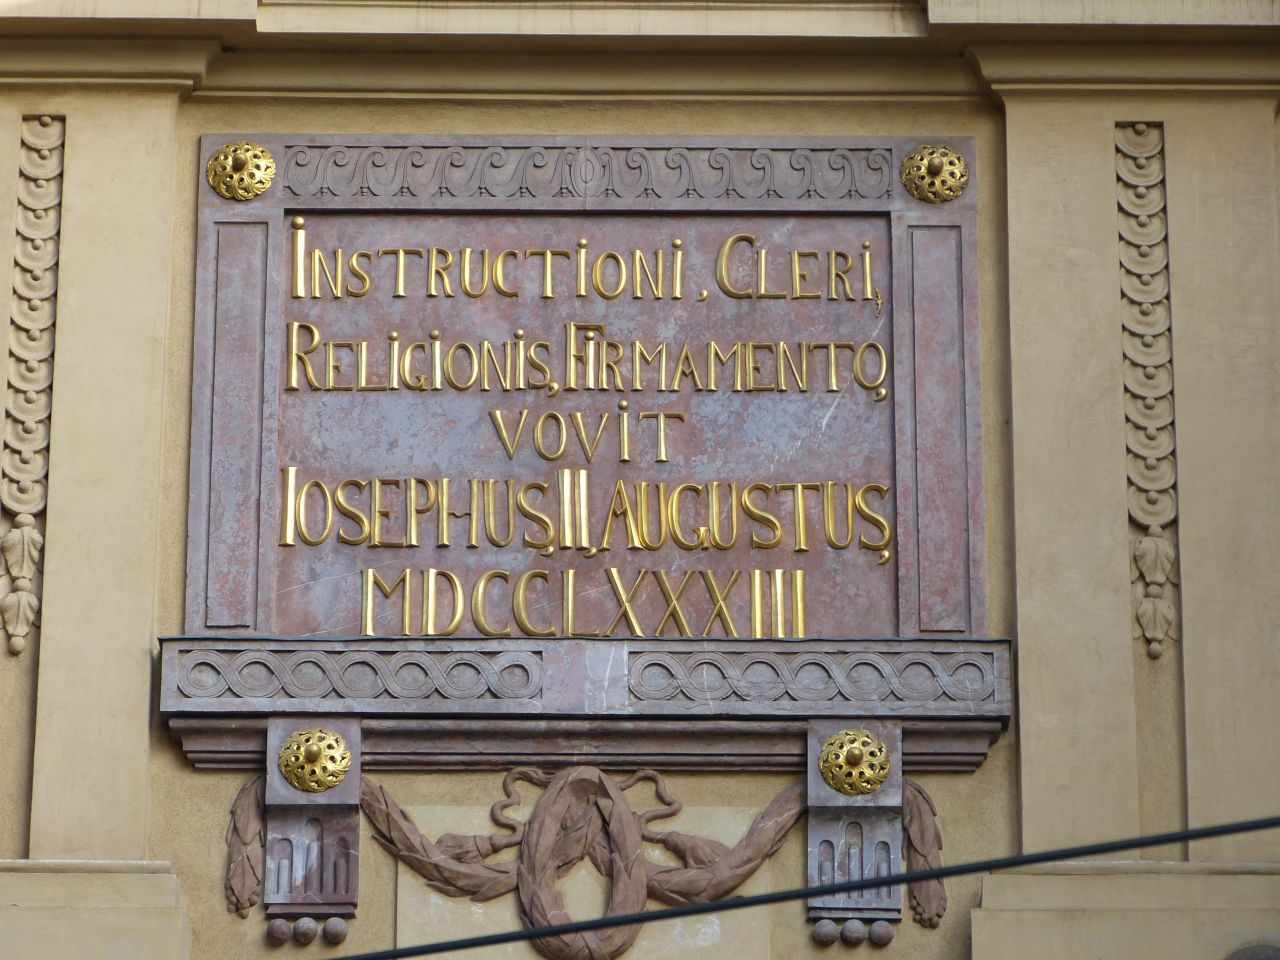 INSTRUCTIONI, CLERI,
RELIGIONIS, FIRMAMENTO,
VOVIT
IOSEPHUS, II, AUGUSTUS,
MDCCLXXXIII